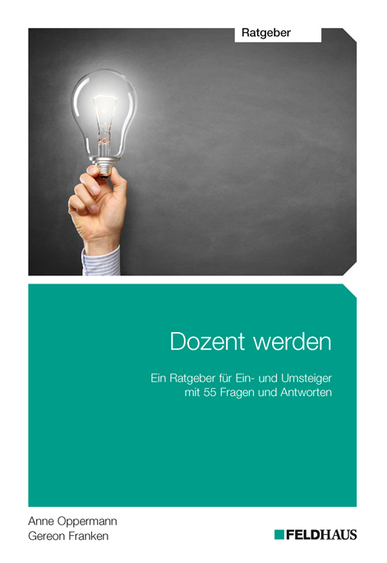 Ratgeber
Dozent werden
Ein Ratgeber für Ein- und Umsteiger
mit 55 Fragen und Antworten
Anne Oppermann
Gereon Franken
FELDHAUS